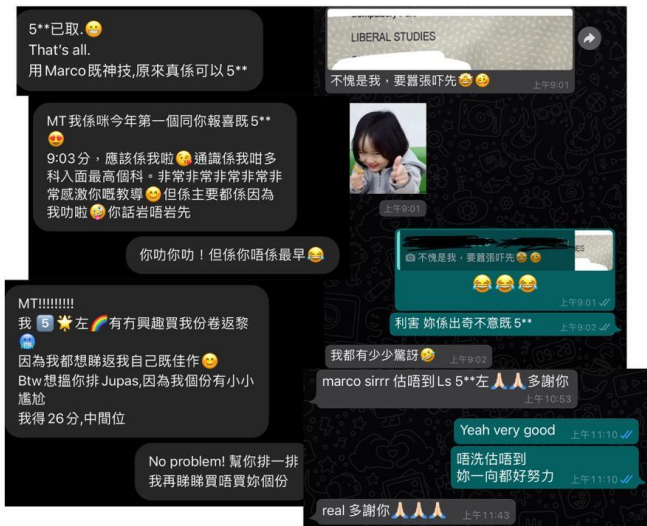 5**已取.😬
That's all.
用Marco既神技,原來真係可以5**
LIBERAL STUDIES
不愧是我，要囂張吓先🤩🥴
上午9:01
MT我係咪今年第一個同你報喜既5**
😍
9:03分，應該係我啦😘通識係我咁多
科入面最高個科。非常非常非常非常非
常感激你嘅教導😊但係主要都係因為
我叻啦🤪你話岩唔岩先
上午9:01
你叻你叻！但係你唔係最早😂
不愧是我，要囂張吓先🤩🥴
😂😂😂
上午9:01
利害 妳係出奇不意既5**
上午9:02
我都有少少驚訝🤣
上午9:02
MT!!!!!!!!!
我 5️⃣🌟左🌈有冇興趣買我份卷返黎
🥶
因為我都想睇返我自己既佳作😊
Btw想搵你排Jupas,因為我個份有小小
尷尬
我得26分,中間位
No problem! 幫你排一排
我再睇睇買唔買妳個份
marco sirrr 估唔到Ls 5**左🙏🏻🙏🏻多謝你
上午10:53
Yeah very good
上午11:10
唔洗估唔到
妳一向都好努力
上午11:10
real 多謝你🙏🏻🙏🏻🙏🏻
上午11:43